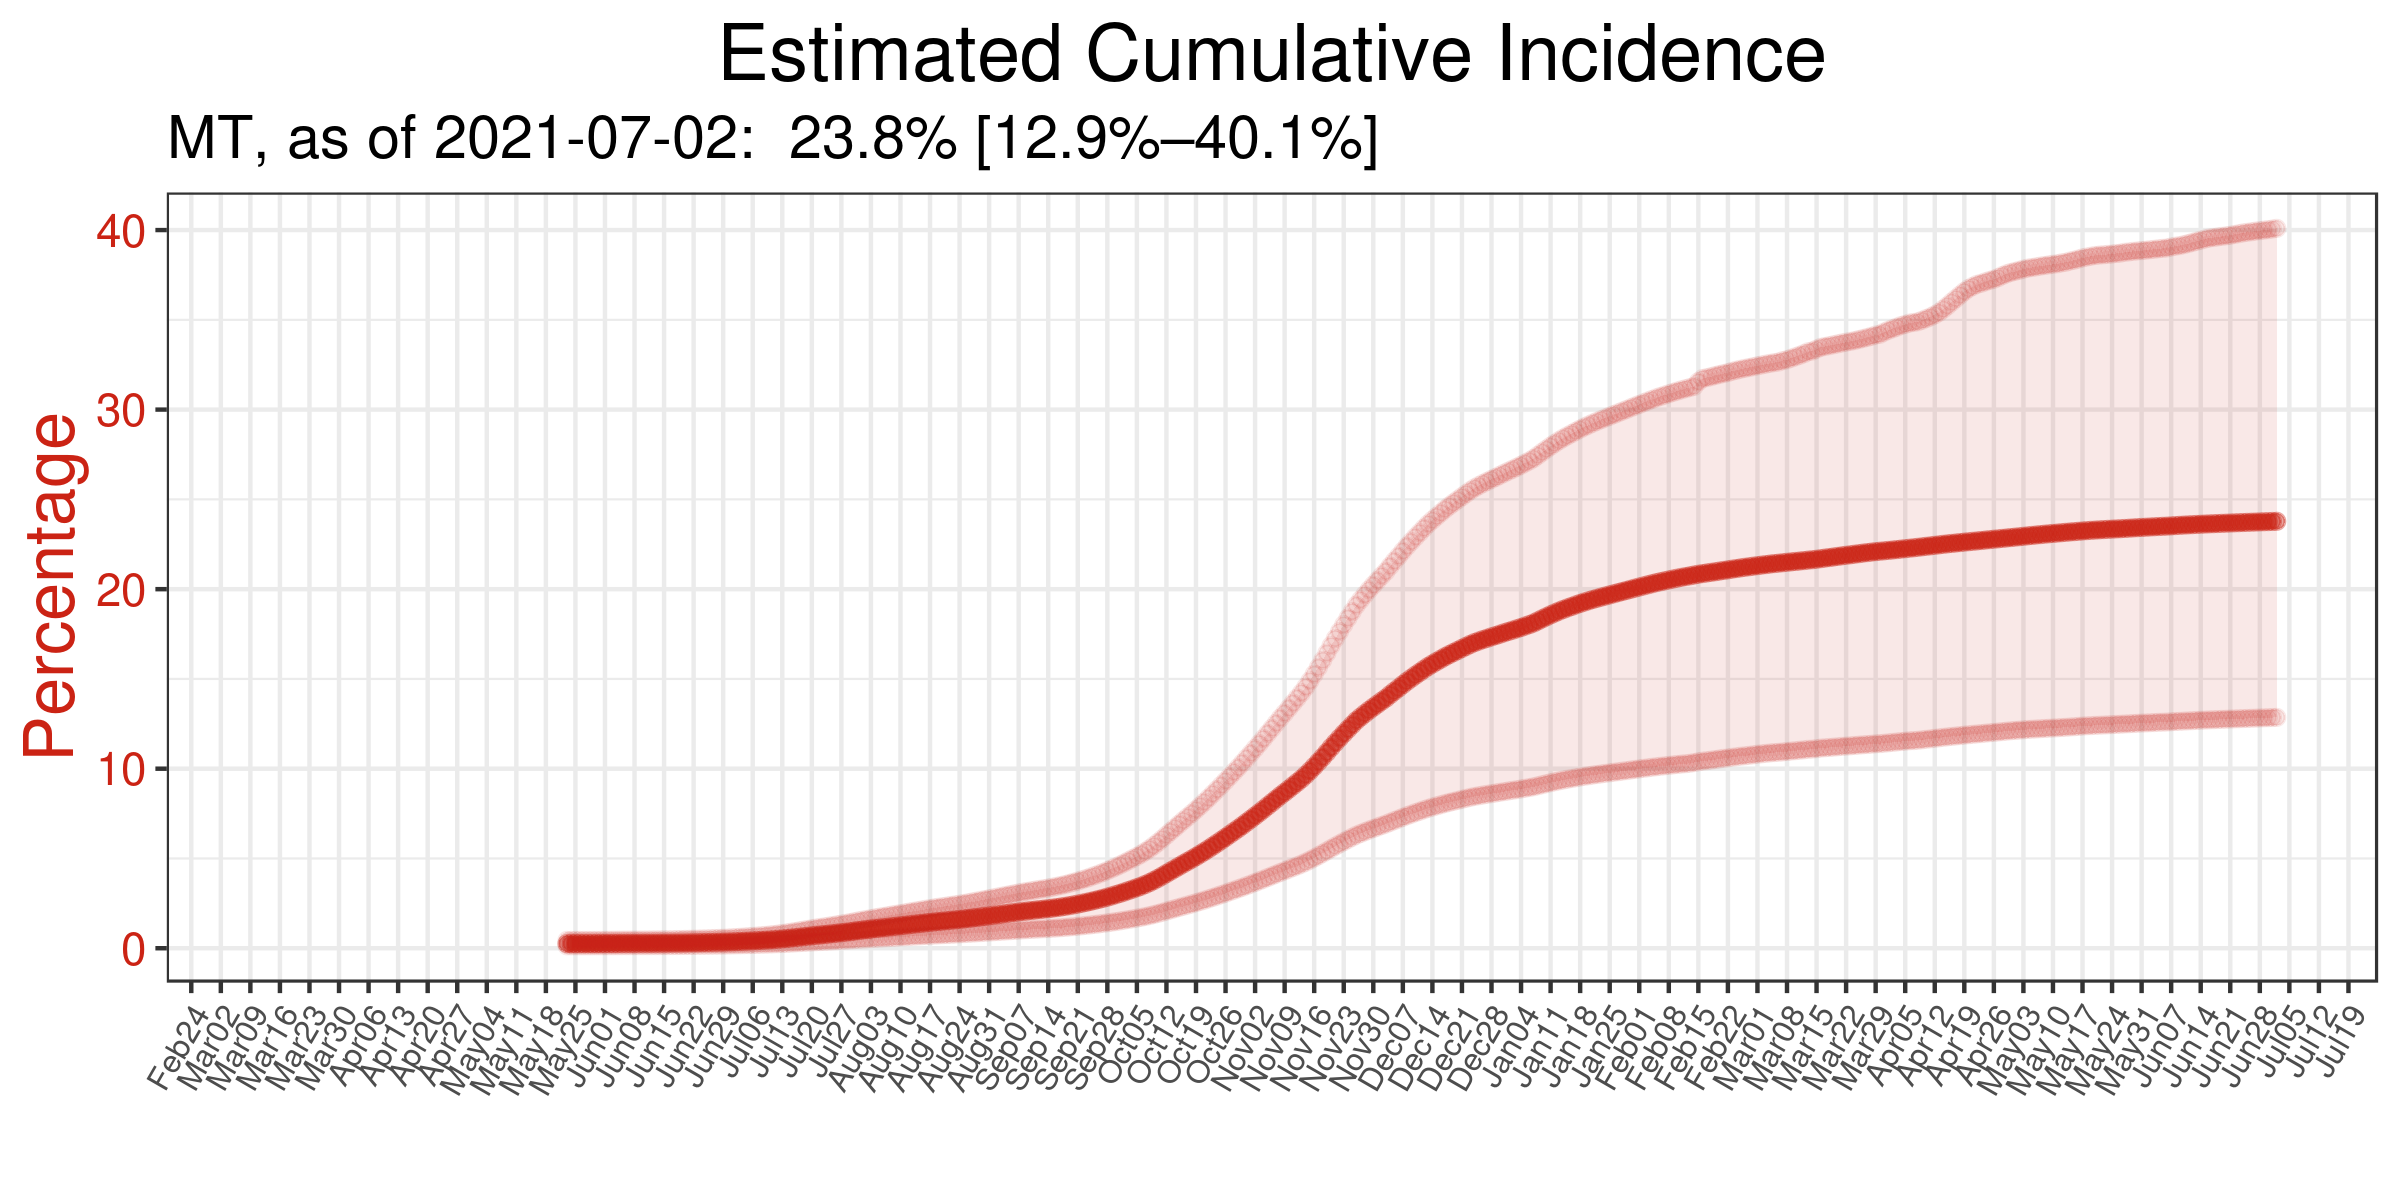 Estimated Cumulative Incidence
MT, as of 2021-07-02:  23.8% [12.9%–40.1%]
Percentage
40
30
20
10
0
Feb24
Mar02
Mar09
Mar16
Mar23
Mar30
Apr06
Apr13
Apr20
Apr27
May04
May11
May18
May25
Jun01
Jun08
Jun15
Jun22
Jun29
Jul06
Jul13
Jul20
Jul27
Aug03
Aug10
Aug17
Aug24
Aug31
Sep07
Sep14
Sep21
Sep28
Oct05
Oct12
Oct19
Oct26
Nov02
Nov09
Nov16
Nov23
Nov30
Dec07
Dec14
Dec21
Dec28
Jan04
Jan11
Jan18
Jan25
Feb01
Feb08
Feb15
Feb22
Mar01
Mar08
Mar15
Mar22
Mar29
Apr05
Apr12
Apr19
Apr26
May03
May10
May17
May24
May31
Jun07
Jun14
Jun21
Jun28
Jul05
Jul12
Jul19